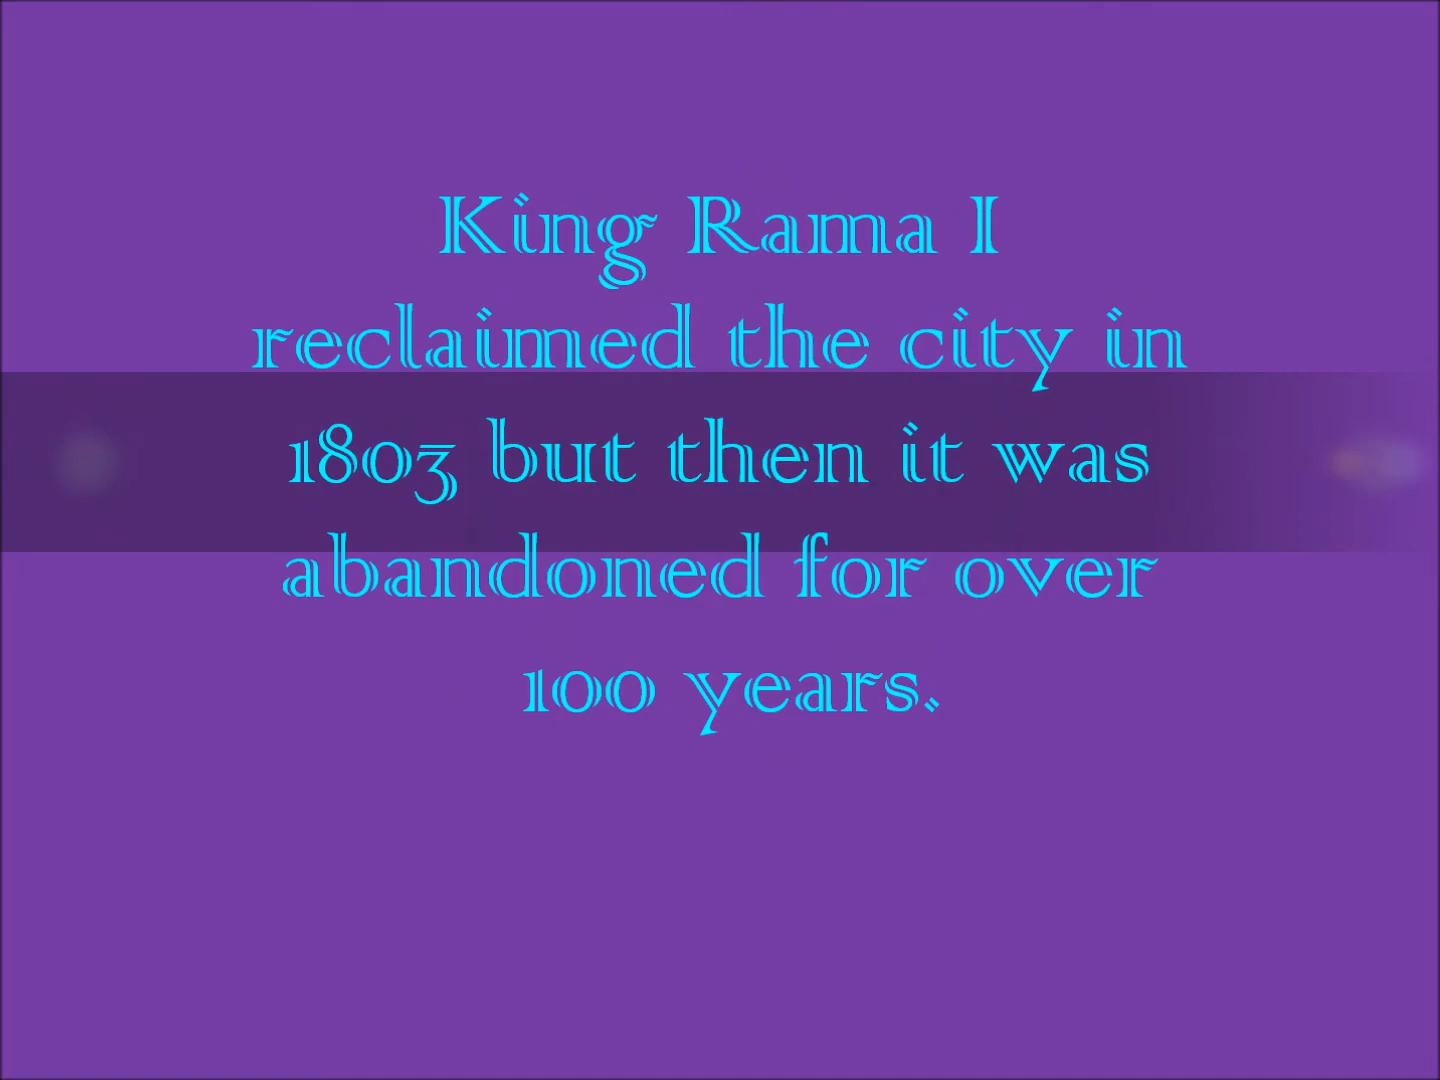 King Rama I
reclaimed the city in
1803 but then it was
abandoned for over
100 years.